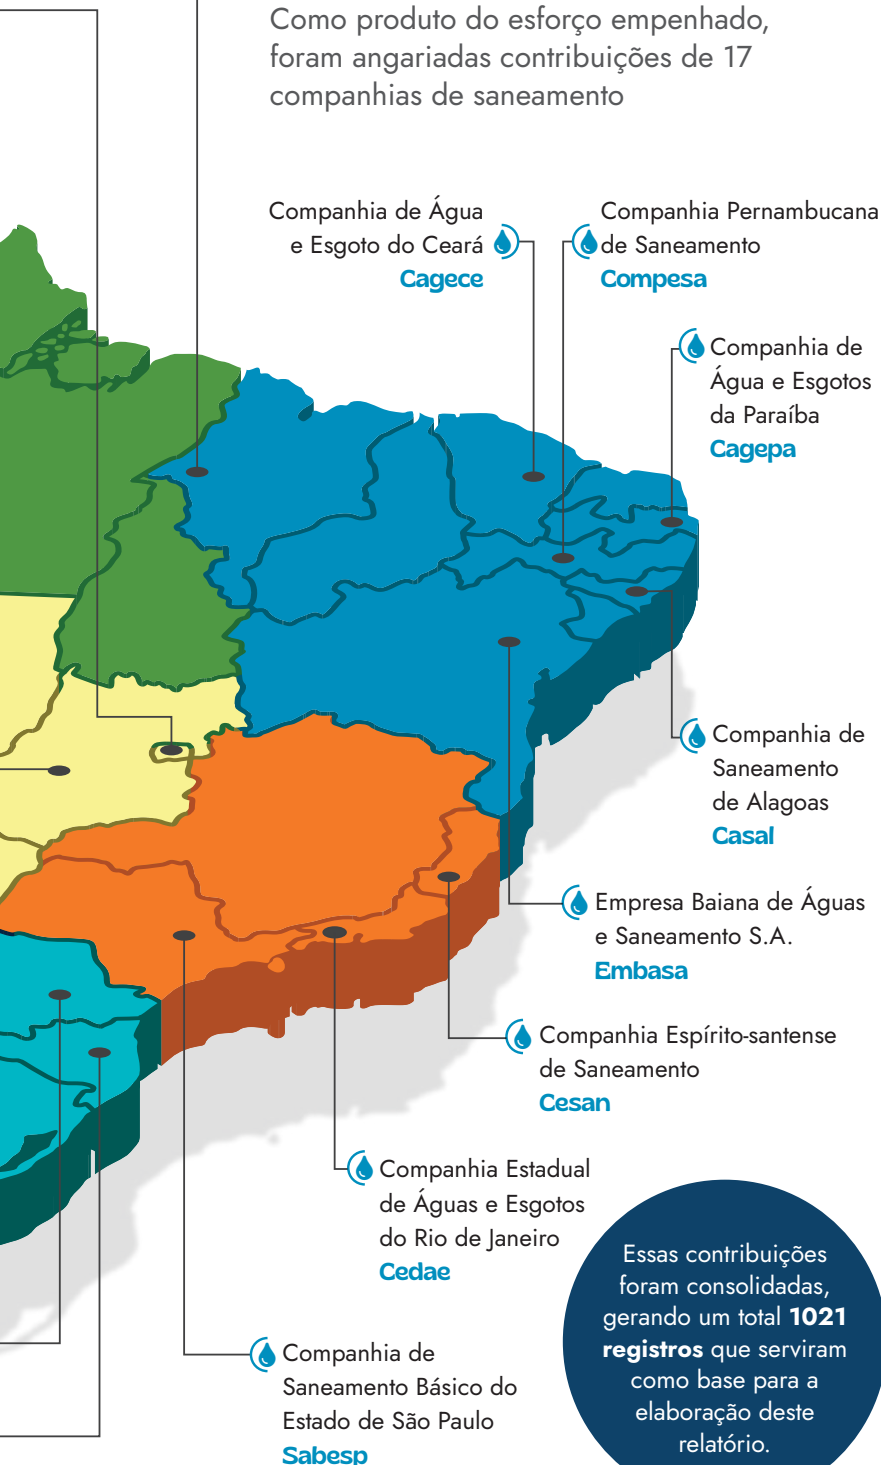 Como produto do esforço empenhado,
foram angariadas contribuições de 17
companhias de saneamento
Companhia de Água
e Esgoto do Ceará
Cagece
Companhia Pernambucana
de Saneamento
Compesa
Companhia de
Água e Esgotos
da Paraíba
Cagepa
Companhia de
Saneamento
de Alagoas
Casal
Empresa Baiana de Águas
e Saneamento S.A.
Embasa
Companhia Espírito-santense
de Saneamento
Cesan
Companhia Estadual
de Águas e Esgotos
do Rio de Janeiro
Cedae
Companhia de
Saneamento Básico do
Estado de São Paulo
Sabesp
Essas contribuições
foram consolidadas,
gerando um total 1021
registros que serviram
como base para a
elaboração deste
relatório.